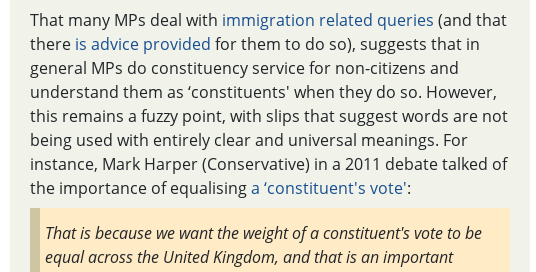 That many MPs deal with immigration related queries (and that
there is advice provided for them to do so), suggests that in
general MPs do constituency service for non-citizens and
understand them as ‘constituents' when they do so. However,
this remains a fuzzy point, with slips that suggest words are not
being used with entirely clear and universal meanings. For
instance, Mark Harper (Conservative) in a 2011 debate talked of
the importance of equalising a ‘constituent's vote':
That is because we want the weight of a constituent's vote to be
equal across the United Kingdom, and that is an important